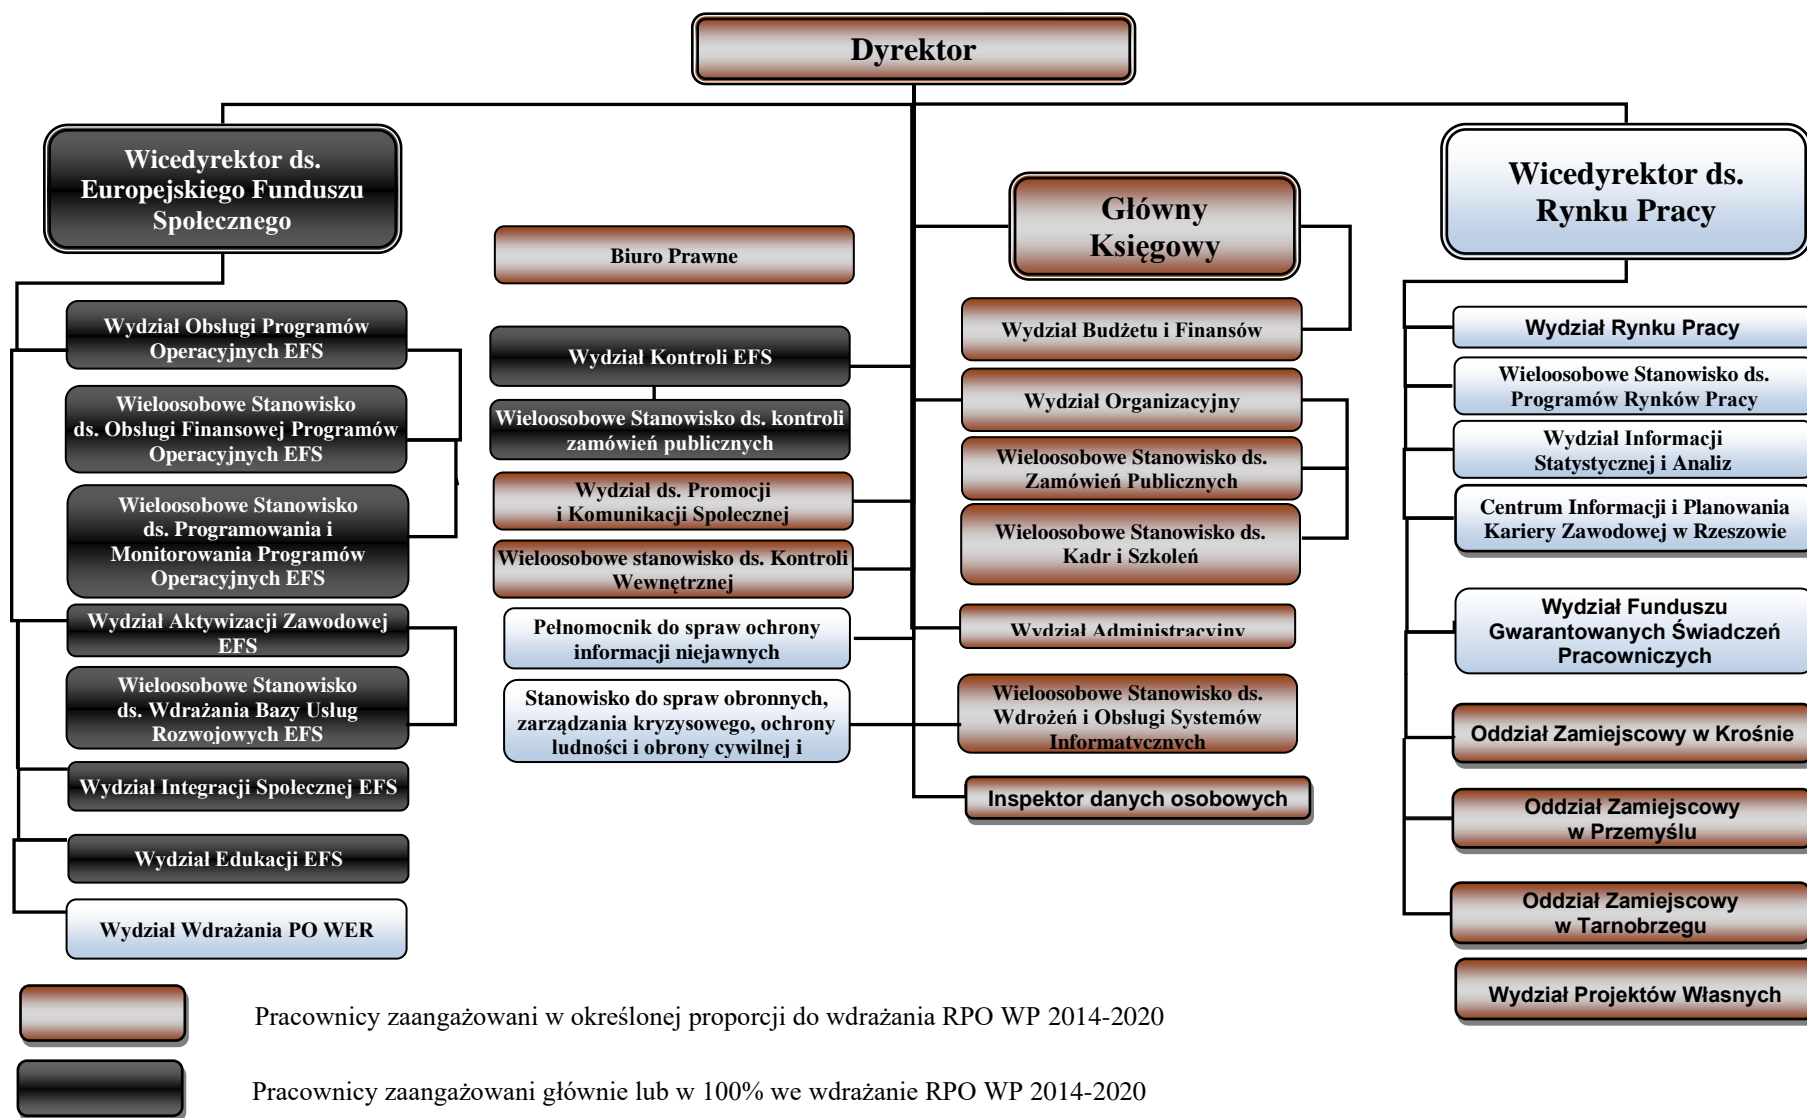 Dyrektor
Wicedyrektor ds.
Europejskiego Funduszu
Społecznego
Wydział Obsługi Programów
Operacyjnych EFS
Wieloosobowe Stanowisko
ds. Obsługi Finansowej Programów
Operacyjnych EFS
Wieloosobowe Stanowisko
ds. Programowania i
Monitorowania Programów
Operacyjnych EFS
Wydział Aktywizacji Zawodowej
EFS
Wieloosobowe Stanowisko
ds. Wdrażania Bazy Usług
Rozwojowych EFS
Wydział Integracji Społecznej EFS
Wydział Edukacji EFS
Wydział Wdrażania PO WER
Biuro Prawne
Wydział Kontroli EFS
Wieloosobowe Stanowisko ds. kontroli
zamówień publicznych
Wydział ds. Promocji
i Komunikacji Społecznej
Wieloosobowe stanowisko ds. Kontroli
Wewnętrznej
Pełnomocnik do spraw ochrony
informacji niejawnych
Stanowisko do spraw obronnych,
zarządzania kryzysowego, ochrony
ludności i obrony cywilnej i
Główny
Księgowy
Wydział Budżetu i Finansów
Wydział Organizacyjny
Wieloosobowe Stanowisko ds.
Zamówień Publicznych
Wieloosobowe Stanowisko ds.
Kadr i Szkoleń
Wydział Administracyjny
Wieloosobowe Stanowisko ds.
Wdrożeń i Obsługi Systemów
Informatycznych
Inspektor danych osobowych
Wicedyrektor ds.
Rynku Pracy
Wydział Rynku Pracy
Wieloosobowe Stanowisko ds.
Programów Rynków Pracy
Wydział Informacji
Statystycznej i Analiz
Centrum Informacji i Planowania
Kariery Zawodowej w Rzeszowie
Wydział Funduszu
Gwarantowanych Świadczeń
Pracowniczych
Oddział Zamiejscowy w Krośnie
Oddział Zamiejscowy
w Przemyślu
Oddział Zamiejscowy
w Tarnobrzegu
Wydział Projektów Własnych
Pracownicy zaangażowani w określonej proporcji do wdrażania RPO WP 2014-2020
Pracownicy zaangażowani głównie lub w 100% we wdrażanie RPO WP 2014-2020